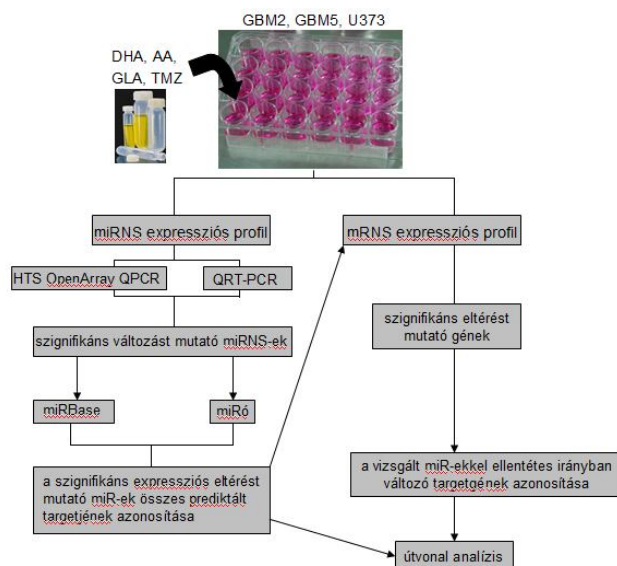 GBM2, GBM5, U373
DHA, AA,
GLA, TMZ
miRNS expressziós profil
mRNS expressziós profil
HTS OpenArray QPCR
QRT-PCR
szignifikáns eltérést
mutató gének
szignifikáns változást mutató miRNS-ek
miRBase
miRó
a szignifikáns expressziós eltérést
mutató miR-ek összes prediktált
targetjének azonosítása
a vizsgált miR-ekkel ellentétes irányban
változó targetgének azonosítása
útvonal analízis